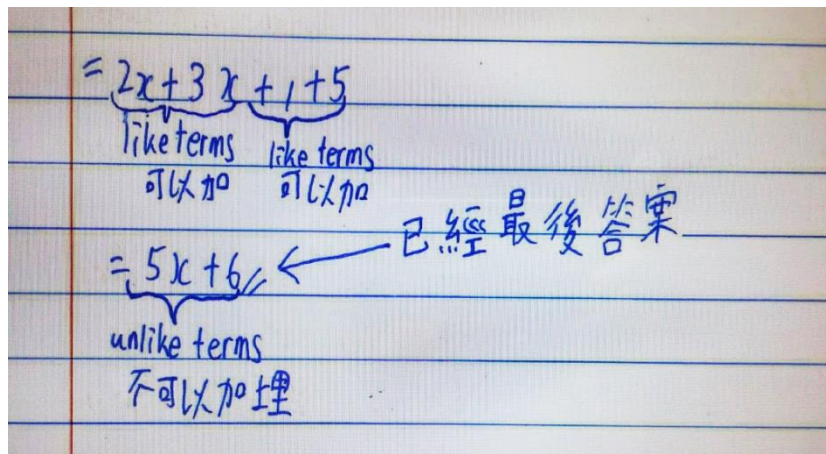 = 2x+3x+1+5
like terms like terms
可以加 可以加
= 5x+6 ← 已經最後答案
unlike terms
不可以加埋